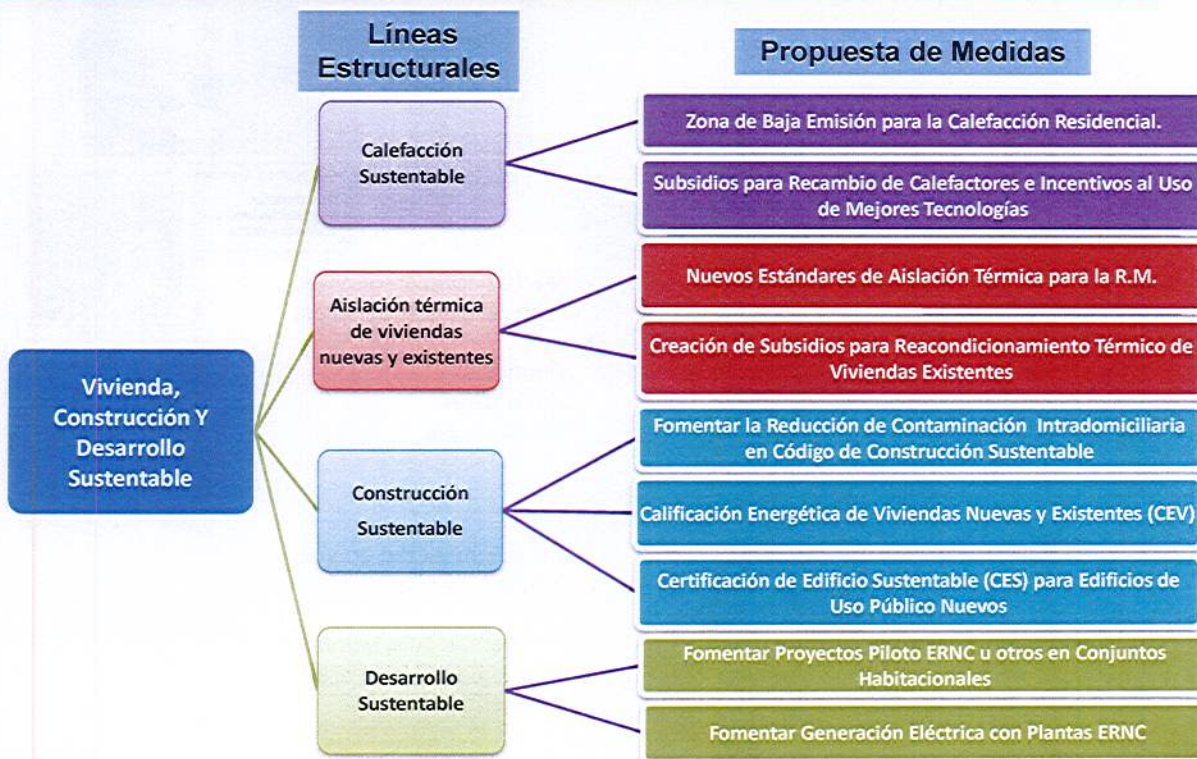 Líneas
Estructurales
Propuesta de Medidas
Vivienda,
Construcción Y
Desarrollo
Sustentable
Calefacción
Sustentable
Zona de Baja Emisión para la Calefacción Residencial.
Subsidios para Recambio de Calefactores e Incentivos al Uso
de Mejores Tecnologías
Aislación térmica
de viviendas
nuevas y existentes
Nuevos Estándares de Aislación Térmica para la R.M.
Creación de Subsidios para Reacondicionamiento Térmico de
Viviendas Existentes
Construcción
Sustentable
Fomentar la Reducción de Contaminación Intradomiciliaria
en Código de Construcción Sustentable
Calificación Energética de Viviendas Nuevas y Existentes (CEV)
Certificación de Edificio Sustentable (CES) para Edificios de
Uso Público Nuevos
Desarrollo
Sustentable
Fomentar Proyectos Piloto ERNC u otros en Conjuntos
Habitacionales
Fomentar Generación Eléctrica con Plantas ERNC